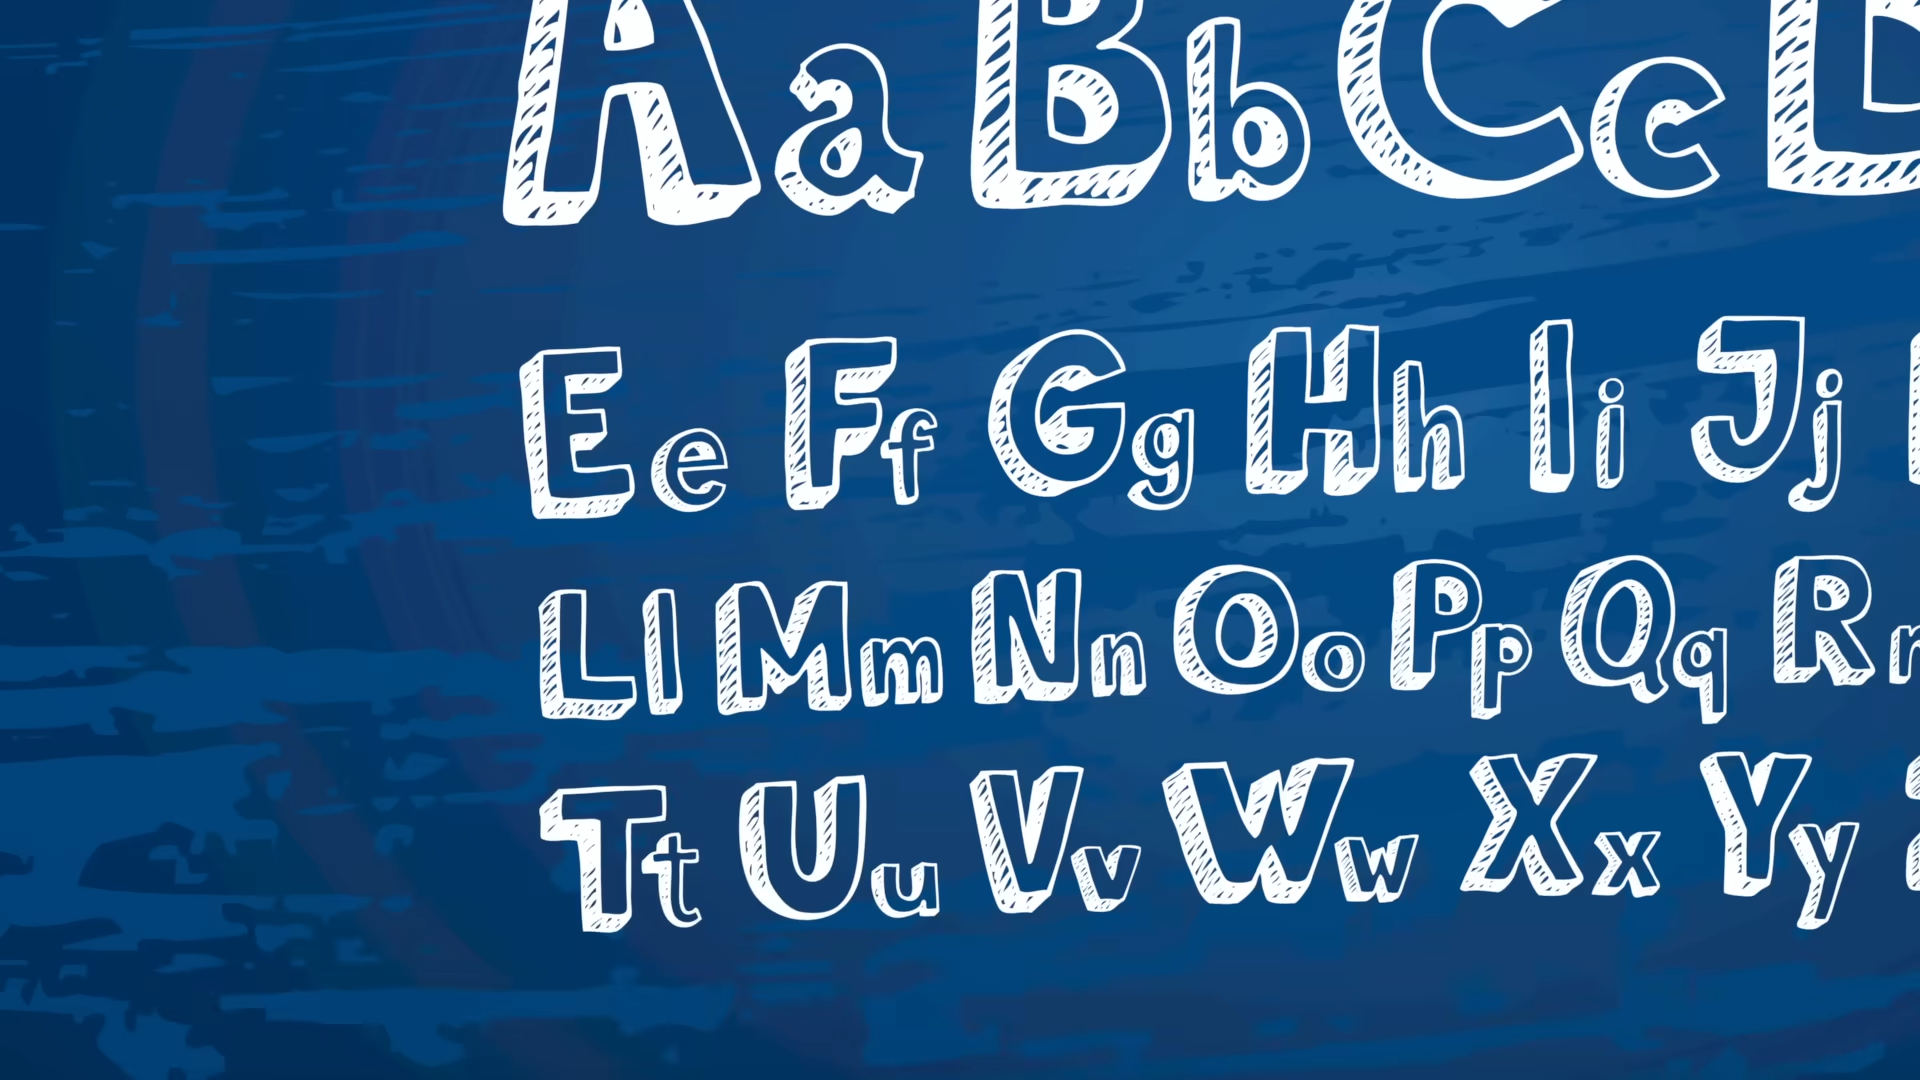 Aa Bb Cc D
Ee Ff Gg Hh Ii Jj
Ll Mm Nn Oo Pp Qq Rr
Tt Uu Vv Ww Xx Yy